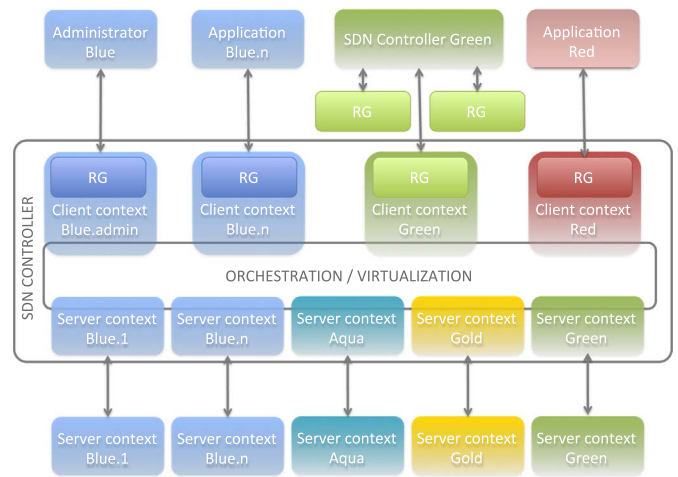 Administrator
Blue
Application
Blue.n
SDN Controller Green
Application
Red
RG
RG
RG
RG
RG
RG
Client context
Blue.admin
Client context
Blue.n
Client context
Green
Client context
Red
SDN CONTROLLER
ORCHESTRATION / VIRTUALIZATION
Server context
Blue.1
Server context
Blue.n
Server context
Aqua
Server context
Gold
Server context
Green
Server context
Blue.1
Server context
Blue.n
Server context
Aqua
Server context
Gold
Server context
Green